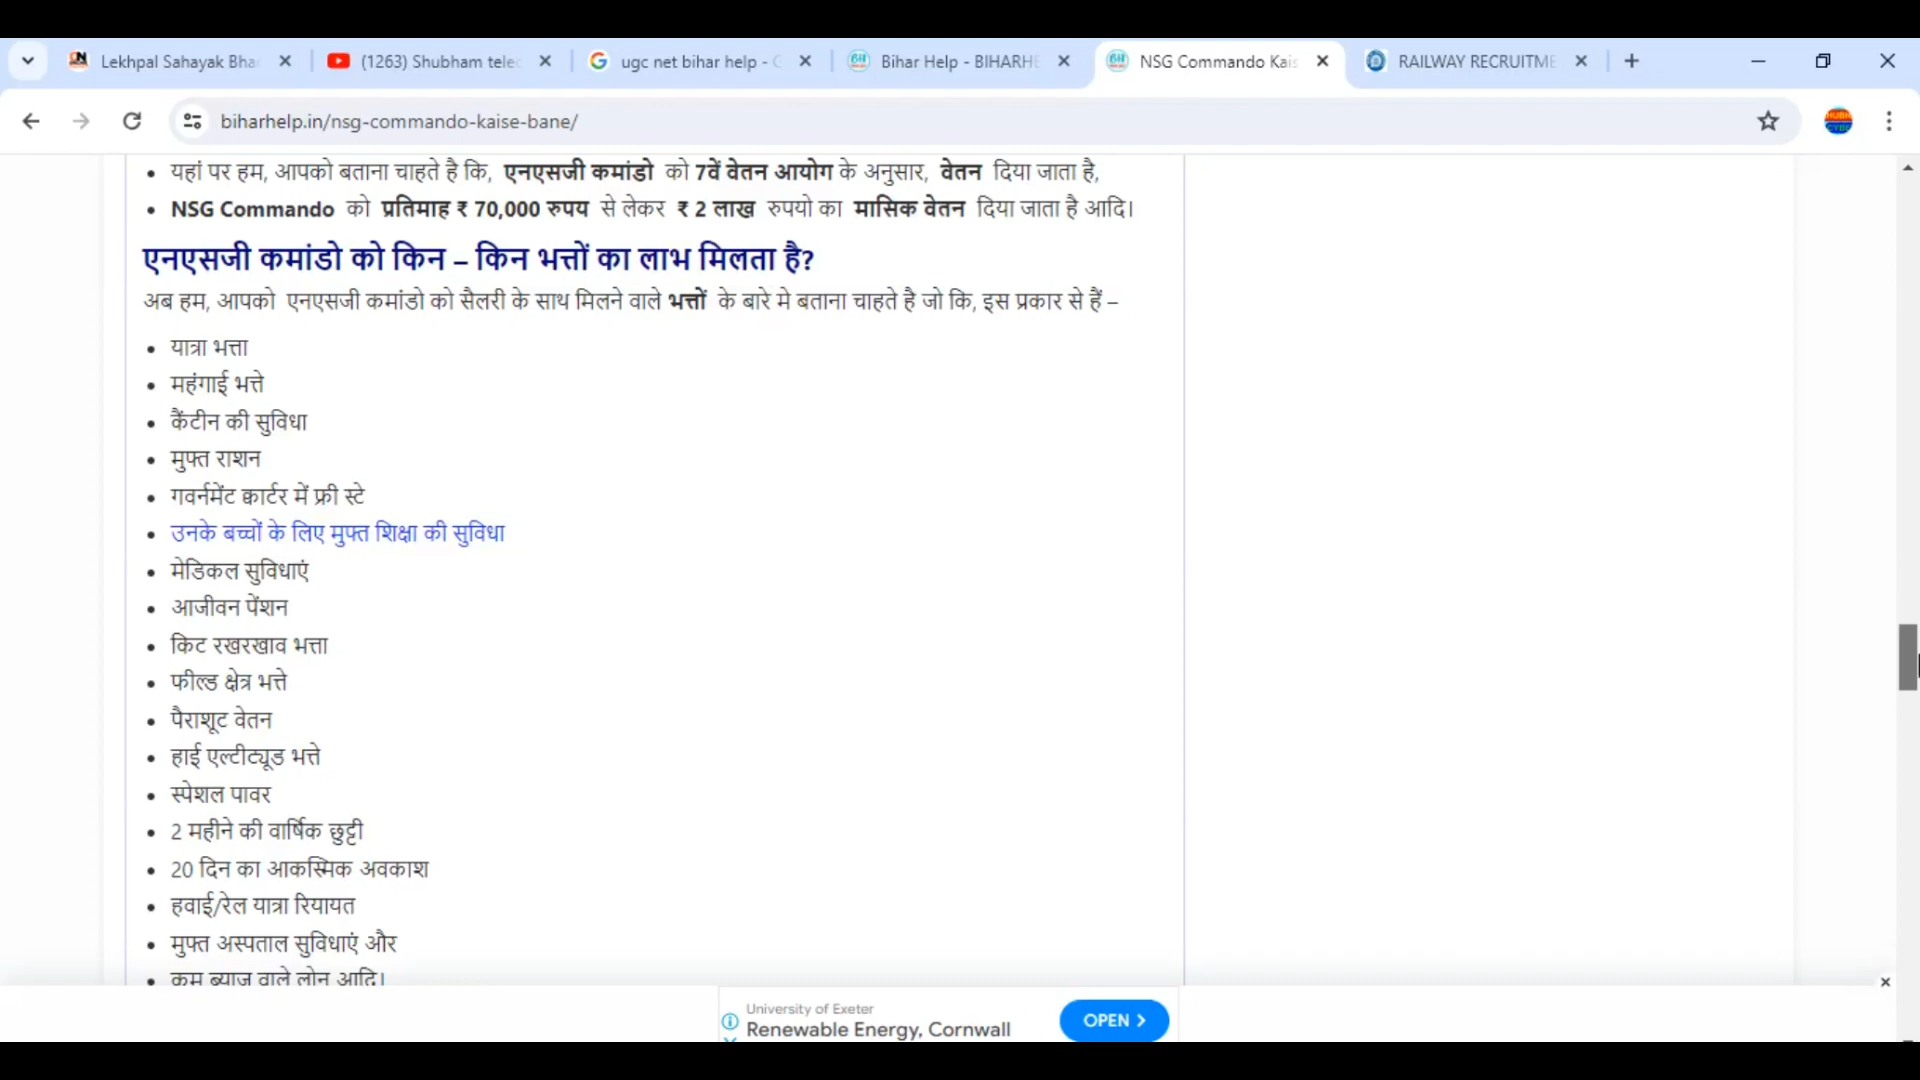 Lekhpal Sahayak Bha
(1263) Shubham telec
ugc net bihar help - G
Bihar Help - BIHARHE
NSG Commando Kais
RAILWAY RECRUITME
biharhelp.in/nsg-commando-kaise-bane/
यहां पर हम, आपको बताना चाहते है कि, एनएसजी कमांडो को 7वें वेतन आयोग के अनुसार, वेतन दिया जाता है,
NSG Commando को प्रतिमाह ₹ 70,000 रुपय से लेकर ₹ 2 लाख रुपयो का मासिक वेतन दिया जाता है आदि।
एनएसजी कमांडो को किन – किन भत्तों का लाभ मिलता है?
अब हम, आपको एनएसजी कमांडो को सैलरी के साथ मिलने वाले भत्तों के बारे मे बताना चाहते है जो कि, इस प्रकार से हैं –
यात्रा भत्ता
महंगाई भत्ते
कैंटीन की सुविधा
मुफ्त राशन
गवर्नमेंट क्वार्टर में फ्री स्टे
उनके बच्चों के लिए मुफ्त शिक्षा की सुविधा
मेडिकल सुविधाएं
आजीवन पेंशन
किट रखरखाव भत्ता
फील्ड क्षेत्र भत्ते
पैराशूट वेतन
हाई एल्टीट्यूड भत्ते
स्पेशल पावर
2 महीने की वार्षिक छुट्टी
20 दिन का आकस्मिक अवकाश
हवाई/रेल यात्रा रियायत
मुफ्त अस्पताल सुविधाएं और
कम ब्याज वाले लोन आदि।
University of Exeter
Renewable Energy, Cornwall
OPEN